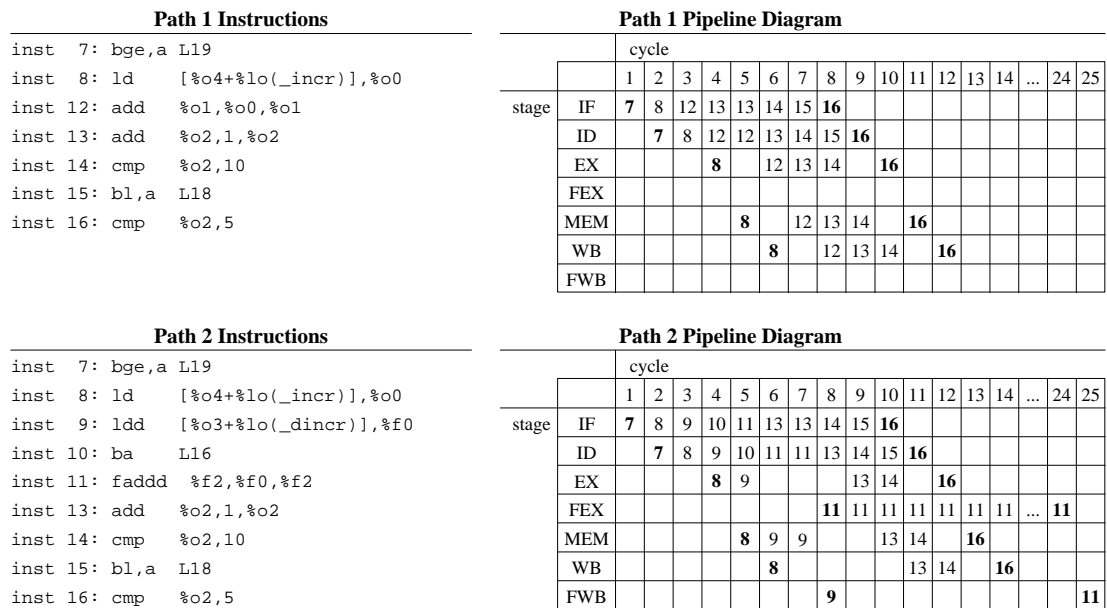 Path 1 Instructions
inst 7: bge,a L19
inst 8: ld [%o4+%lo(_incr)],%o0
inst 12: add %o1,%o0,%o1
inst 13: add %o2,1,%o2
inst 14: cmp %o2,10
inst 15: bl,a L18
inst 16: cmp %o2,5
Path 1 Pipeline Diagram
cycle
1 2 3 4 5 6 7 8 9 10 11 12 13 14 ... 24 25
stage IF 7 8 12 13 13 14 15 16
ID 7 8 12 12 13 14 15 16
EX 8 12 13 14 16
FEX
MEM 8 12 13 14 16
WB 8 12 13 14 16
FWB
Path 2 Instructions
inst 7: bge,a L19
inst 8: ld [%o4+%lo(_incr)],%o0
inst 9: ldd [%o3+%lo(_dincr)],%f0
inst 10: ba L16
inst 11: faddd %f2,%f0,%f2
inst 13: add %o2,1,%o2
inst 14: cmp %o2,10
inst 15: bl,a L18
inst 16: cmp %o2,5
Path 2 Pipeline Diagram
cycle
1 2 3 4 5 6 7 8 9 10 11 12 13 14 ... 24 25
stage IF 7 8 9 10 11 13 13 14 15 16
ID 7 8 9 10 11 11 13 14 15 16
EX 8 9 13 14 16
FEX 11 11 11 11 11 11 11 ... 11
MEM 8 9 9 13 14 16
WB 8 13 14 16
FWB 9 11